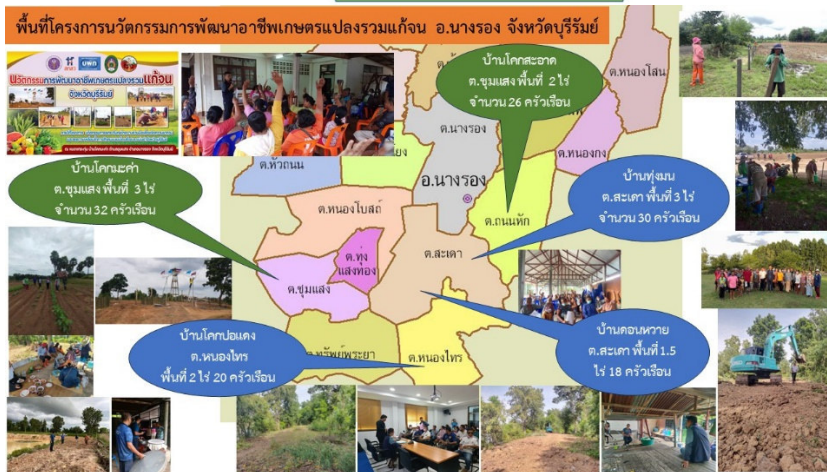 พื้นที่โครงการนวัตกรรมการพัฒนาอาชีพเกษตรแปลงรวมแก้จน อ.นางรอง จังหวัดบุรีรัมย์
นวัตกรรมการพัฒนาอาชีพเกษตรแปลงรวมแก้จน
จังหวัดบุรีรัมย์
บ้านโคกสะอาด
ต.ชุมแสงพื้นที่ 2 ไร่
จำนวน 26 ครัวเรือน
ต.หนองโสน
ต.นางรอง
ต.หนองกง
ต.หัวถนน
อ.นางรอง
บ้านโคกมะค่า
ต.ชุมแสง พื้นที่ 3 ไร่
จำนวน 32 ครัวเรือน
บ้านทุ่งมน
ต.สะเดา พื้นที่ 3 ไร่
จำนวน 30 ครัวเรือน
ต.หนองโบสถ์
ต.ถนนหัก
ต.ทุ่ง
แสงทอง
ต.สะเดา
ต.ชุมแสง
บ้านโคกปอแดง
ต.หนองไทร
พื้นที่ 2 ไร่ 20 ครัวเรือน
ต.ทรัพย์พระยา
ต.หนองไทร
บ้านดอนหวาย
ต.สะเดา พื้นที่ 1.5
ไร่ 18 ครัวเรือน